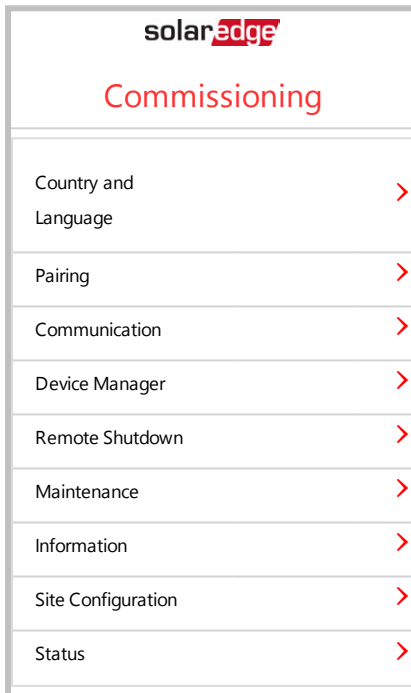 solaredge
Commissioning
Country and
Language
Pairing
Communication
Device Manager
Remote Shutdown
Maintenance
Information
Site Configuration
Status